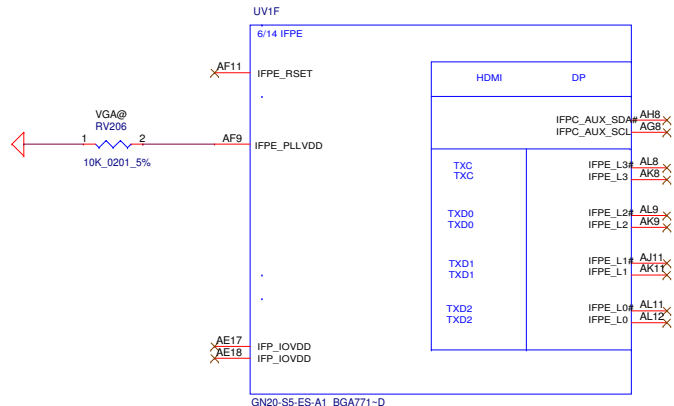 UV1F
6/14 IFPE
AF11
IFPE_RSET
HDMI DP
VGA@
RV206
1 2
10K_0201_5%
AF9
IFPE_PLLVDD
IFPC_AUX_SDA# AH8
IFPC_AUX_SCL AG8
TXC IFPE_L3# AL8
TXC IFPE_L3 AK8
TXD0 IFPE_L2# AL9
TXD0 IFPE_L2 AK9
TXD1 IFPE_L1# AJ11
TXD1 IFPE_L1 AK11
TXD2 IFPE_L0# AL11
TXD2 IFPE_L0 AL12
AE17
IFP_IOVDD
AE18
IFP_IOVDD
GN20-S5-ES-A1_BGA771~D